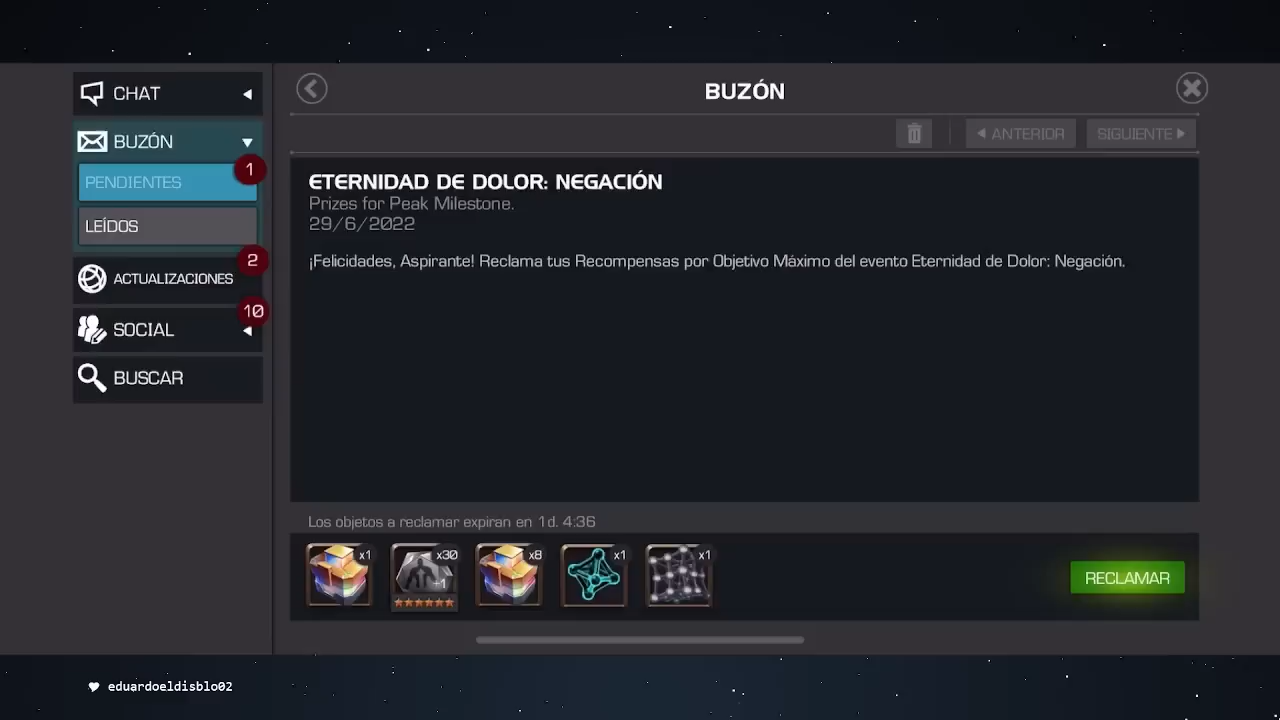 CHAT
BUZÓN
PENDIENTES
1
LEÍDOS
ACTUALIZACIONES
2
SOCIAL
10
BUSCAR
BUZÓN
ANTERIOR
SIGUIENTE
ETERNIDAD DE DOLOR: NEGACIÓN
Prizes for Peak Milestone.
29/6/2022
¡Felicidades, Aspirante! Reclama tus Recompensas por Objetivo Máximo del evento Eternidad de Dolor: Negación.
Los objetos a reclamar expiran en 1d. 4:36
x1
x30
+1
x8
x1
x1
RECLAMAR
eduardoeldisblo02